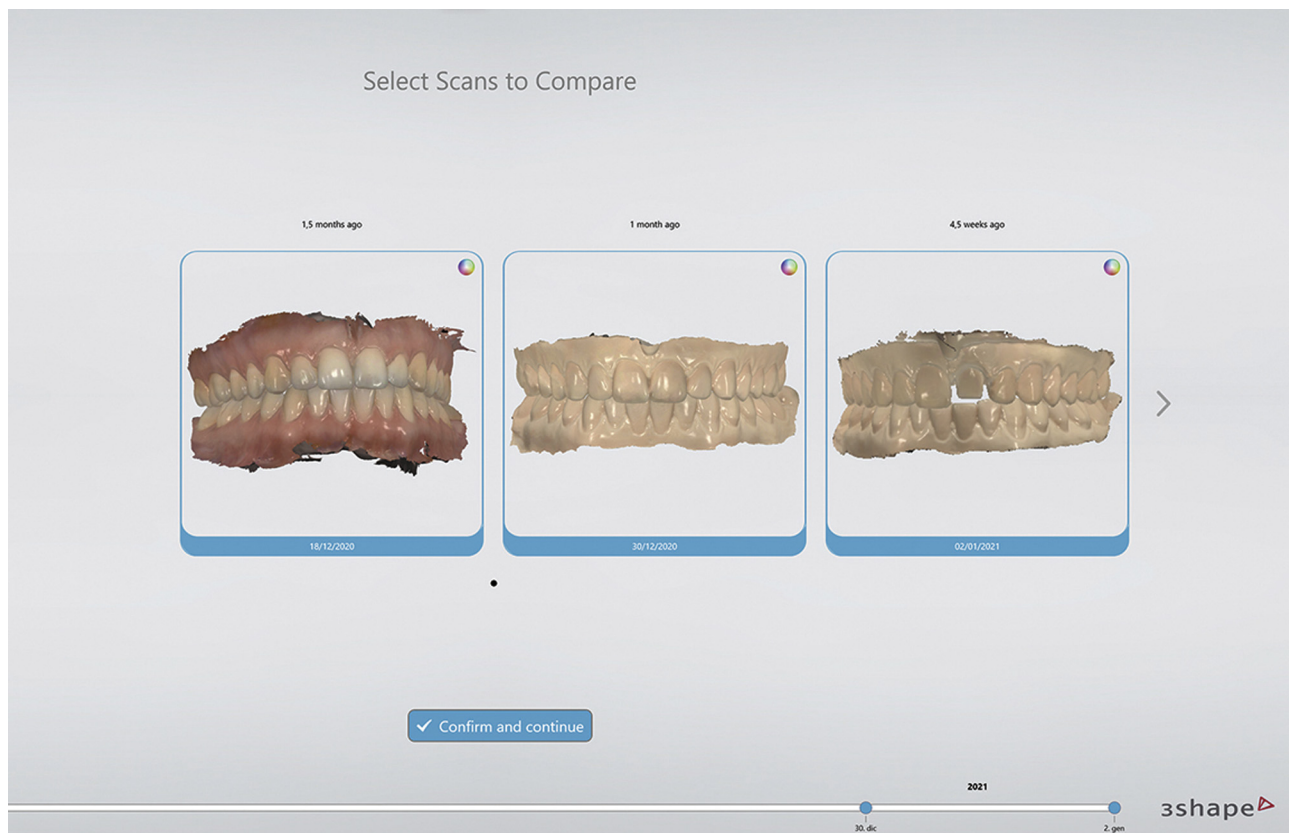 Select Scans to Compare
1,5 months ago
1 month ago
4,5 weeks ago
18/12/2020
30/12/2020
02/01/2021
Confirm and continue
2021
30. dic
2. gen
3shape